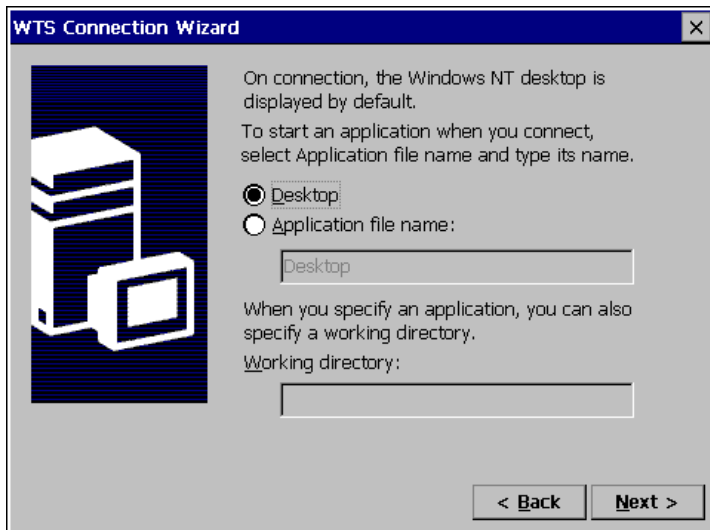 WTS Connection Wizard
On connection, the Windows NT desktop is
displayed by default.
To start an application when you connect,
select Application file name and type its name.
Desktop
Application file name:
Desktop
When you specify an application, you can also
specify a working directory.
Working directory:
< Back Next >